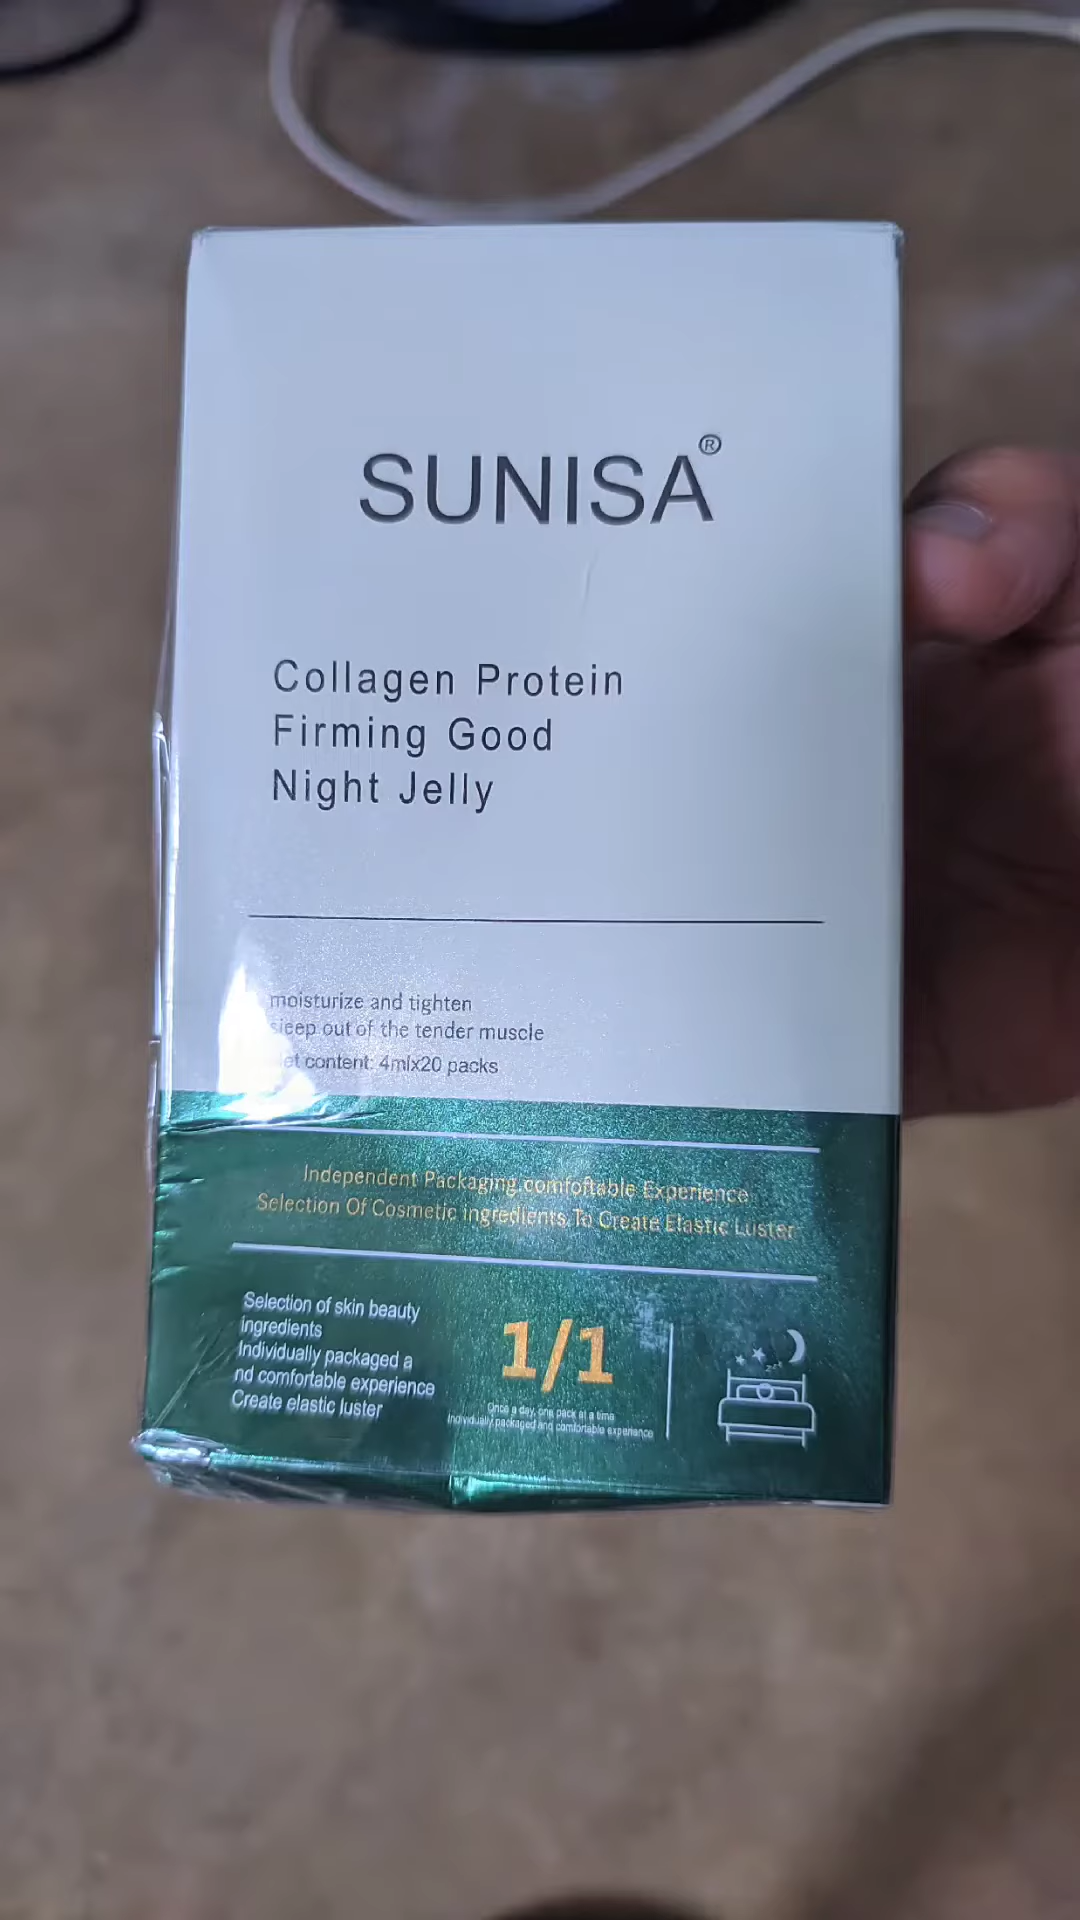 SUNISA®
Collagen Protein
Firming Good
Night Jelly
moisturize and tighten
sleep out of the tender muscle
et content: 4mlx20 packs
Independent Packaging,comfortable Experience
Selection Of Cosmetic ingredients To Create Elastic Luster
Selection of skin beauty
ingredients
Individually packaged a
nd comfortable experience
Create elastic luster
1/1
Once a day, one pack at a time
Individually packaged and comfortable experience